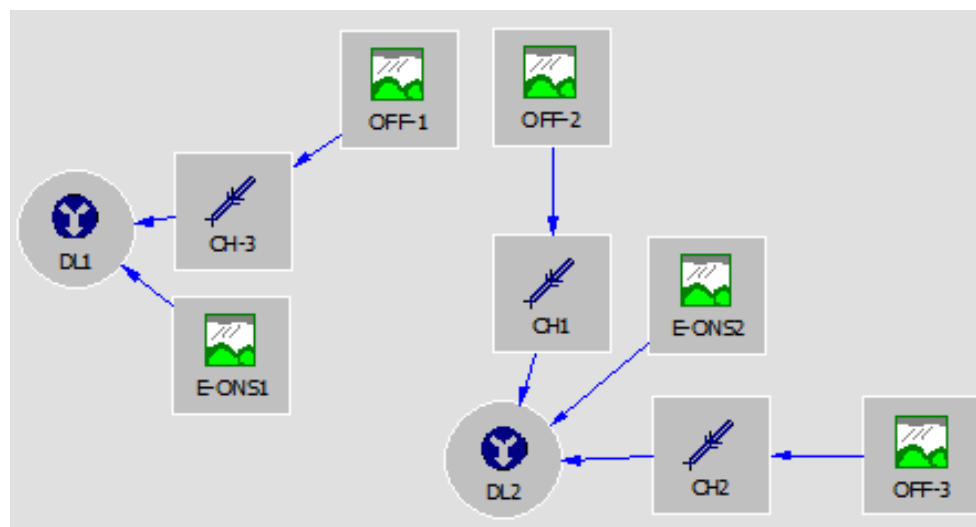 OFF-1
OFF-2
CH-3
DL1
E-ONS1
CH1
E-ONS2
DL2
CH2
OFF-3